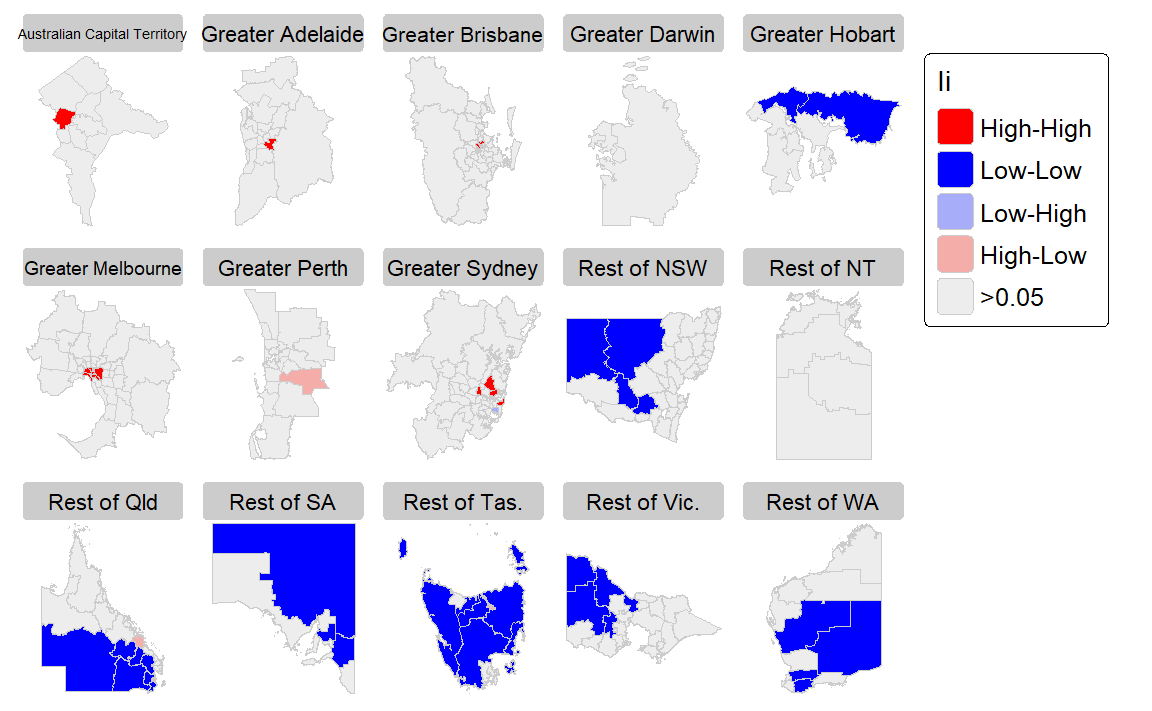 Australian Capital Territory
Greater Adelaide
Greater Brisbane
Greater Darwin
Greater Hobart
Ii
High-High
Low-Low
Low-High
High-Low
>0.05
Greater Melbourne
Greater Perth
Greater Sydney
Rest of NSW
Rest of NT
Rest of Qld
Rest of SA
Rest of Tas.
Rest of Vic.
Rest of WA